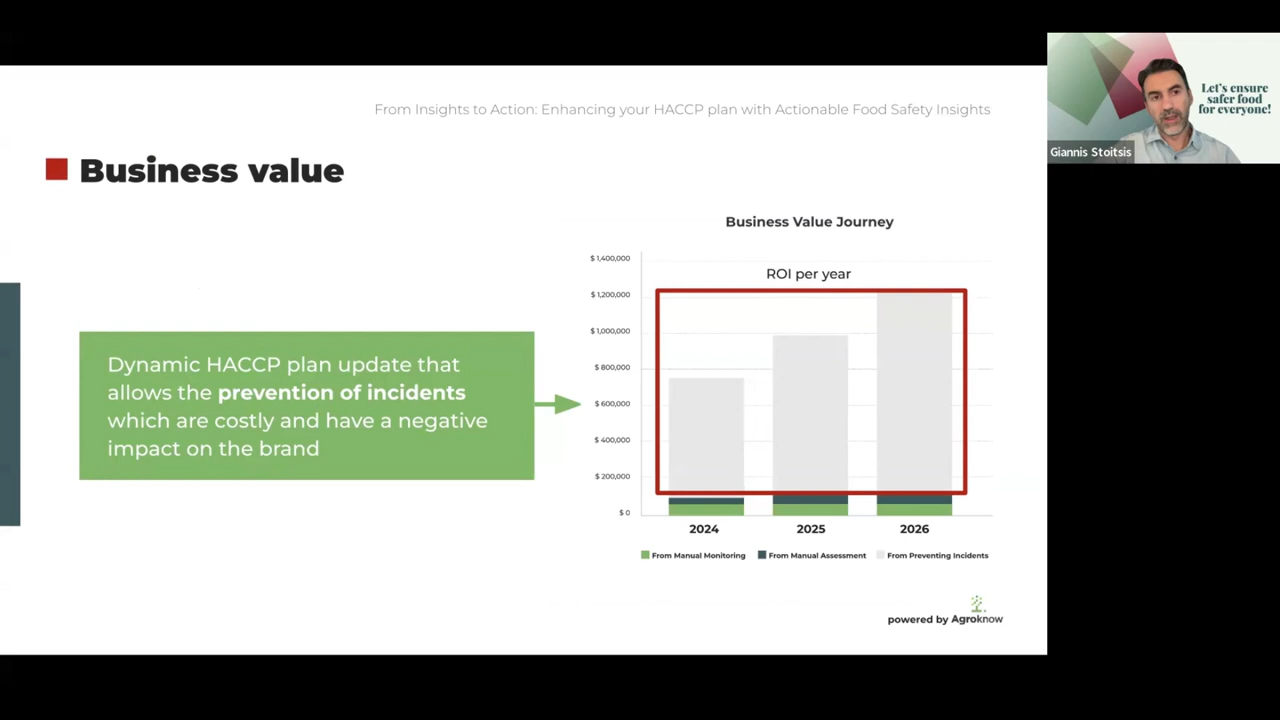 From Insights to Action: Enhancing your HACCP plan with Actionable Food Safety Insights
Let's ensure
safer food
for everyone!
Giannis Stoitsis
Business value
Business Value Journey
ROI per year
$ 1,400,000
$ 1,200,000
$ 1,000,000
$ 800,000
$ 600,000
$ 400,000
$ 200,000
$ 0
Dynamic HACCP plan update that
allows the prevention of incidents
which are costly and have a negative
impact on the brand
2024 2025 2026
From Manual Monitoring From Manual Assessment From Preventing Incidents
powered by Agroknow